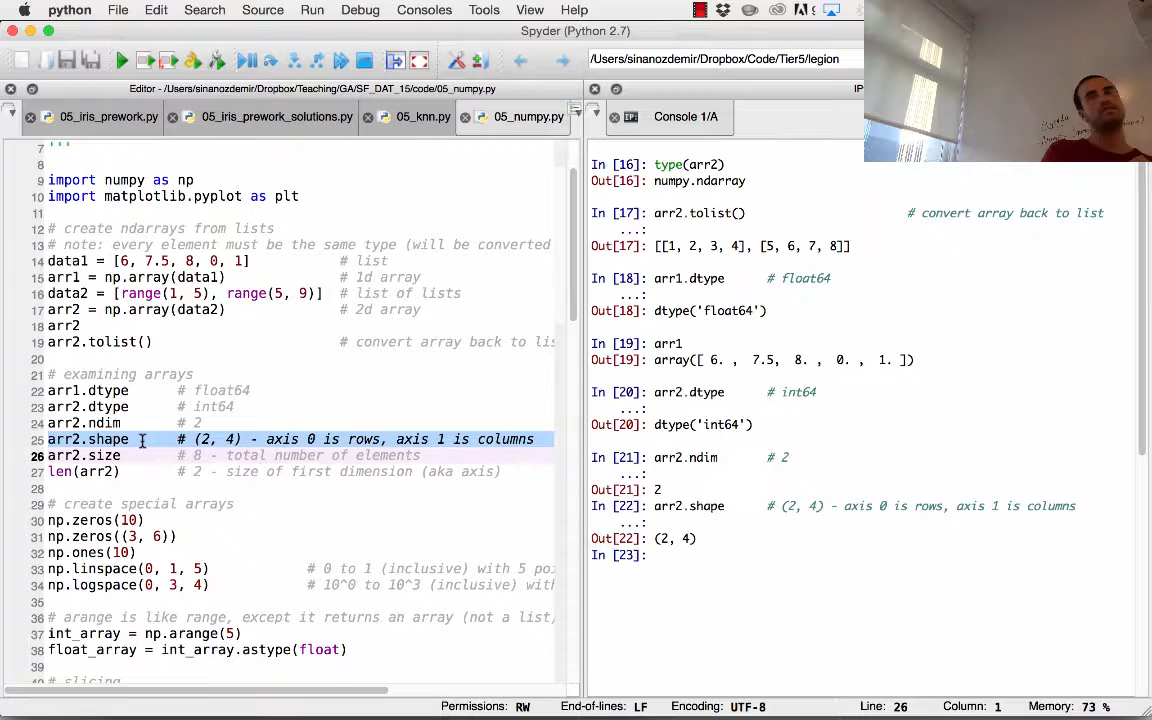 python File Edit Search Source Run Debug Consoles Tools View Help
Spyder (Python 2.7)
/Users/sinanozdemir/Dropbox/Code/Tier5/legion
Editor - /Users/sinanozdemir/Dropbox/Teaching/GA/SF_DAT_15/code/05_numpy.py
05_iris_prework.py 05_iris_prework_solutions.py 05_knn.py 05_numpy.py
7 '''
8
9 import numpy as np
10 import matplotlib.pyplot as plt
11
12 # create ndarrays from lists
13 # note: every element must be the same type (will be converted
14 data1 = [6, 7.5, 8, 0, 1] # list
15 arr1 = np.array(data1) # 1d array
16 data2 = [range(1, 5), range(5, 9)] # list of lists
17 arr2 = np.array(data2) # 2d array
18 arr2
19 arr2.tolist() # convert array back to lis
20
21 # examining arrays
22 arr1.dtype # float64
23 arr2.dtype # int64
24 arr2.ndim # 2
25 arr2.shape # (2, 4) - axis 0 is rows, axis 1 is columns
26 arr2.size # 8 - total number of elements
27 len(arr2) # 2 - size of first dimension (aka axis)
28
29 # create special arrays
30 np.zeros(10)
31 np.zeros((3, 6))
32 np.ones(10)
33 np.linspace(0, 1, 5) # 0 to 1 (inclusive) with 5 poi
34 np.logspace(0, 3, 4) # 10^0 to 10^3 (inclusive) wit
35
36 # arange is like range, except it returns an array (not a list)
37 int_array = np.arange(5)
38 float_array = int_array.astype(float)
39
# slicing
IP
Console 1/A
In [16]: type(arr2)
Out[16]: numpy.ndarray
In [17]: arr2.tolist() # convert array back to list
...:
Out[17]: [[1, 2, 3, 4], [5, 6, 7, 8]]
In [18]: arr1.dtype # float64
...:
Out[18]: dtype('float64')
In [19]: arr1
Out[19]: array([ 6. , 7.5, 8. , 0. , 1. ])
In [20]: arr2.dtype # int64
...:
Out[20]: dtype('int64')
In [21]: arr2.ndim # 2
...:
Out[21]: 2
In [22]: arr2.shape # (2, 4) - axis 0 is rows, axis 1 is columns
...:
Out[22]: (2, 4)
In [23]:
Permissions: RW End-of-lines: LF Encoding: UTF-8 Line: 26 Column: 1 Memory: 73 %